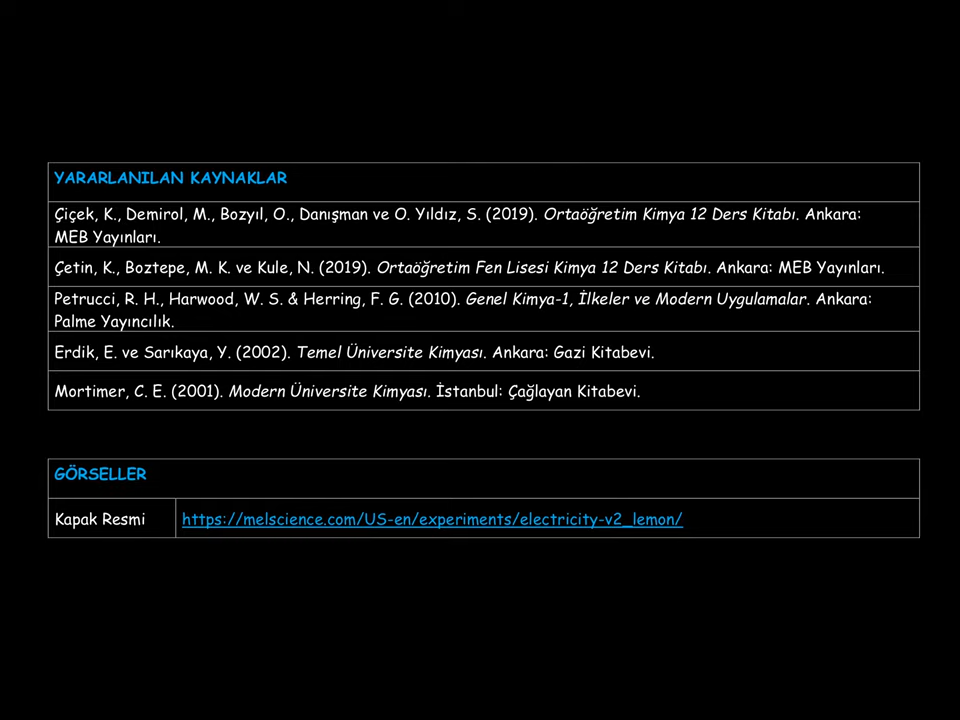 YARARLANILAN KAYNAKLAR
Çiçek, K., Demirol, M., Bozyıl, O., Danışman ve O. Yıldız, S. (2019). Ortaöğretim Kimya 12 Ders Kitabı. Ankara:
MEB Yayınları.
Çetin, K., Boztepe, M. K. ve Kule, N. (2019). Ortaöğretim Fen Lisesi Kimya 12 Ders Kitabı. Ankara: MEB Yayınları.
Petrucci, R. H., Harwood, W. S. & Herring, F. G. (2010). Genel Kimya-1, İlkeler ve Modern Uygulamalar. Ankara:
Palme Yayıncılık.
Erdik, E. ve Sarıkaya, Y. (2002). Temel Üniversite Kimyası. Ankara: Gazi Kitabevi.
Mortimer, C. E. (2001). Modern Üniversite Kimyası. İstanbul: Çağlayan Kitabevi.
GÖRSELLER
Kapak Resmi https://melscience.com/US-en/experiments/electricity-v2_lemon/